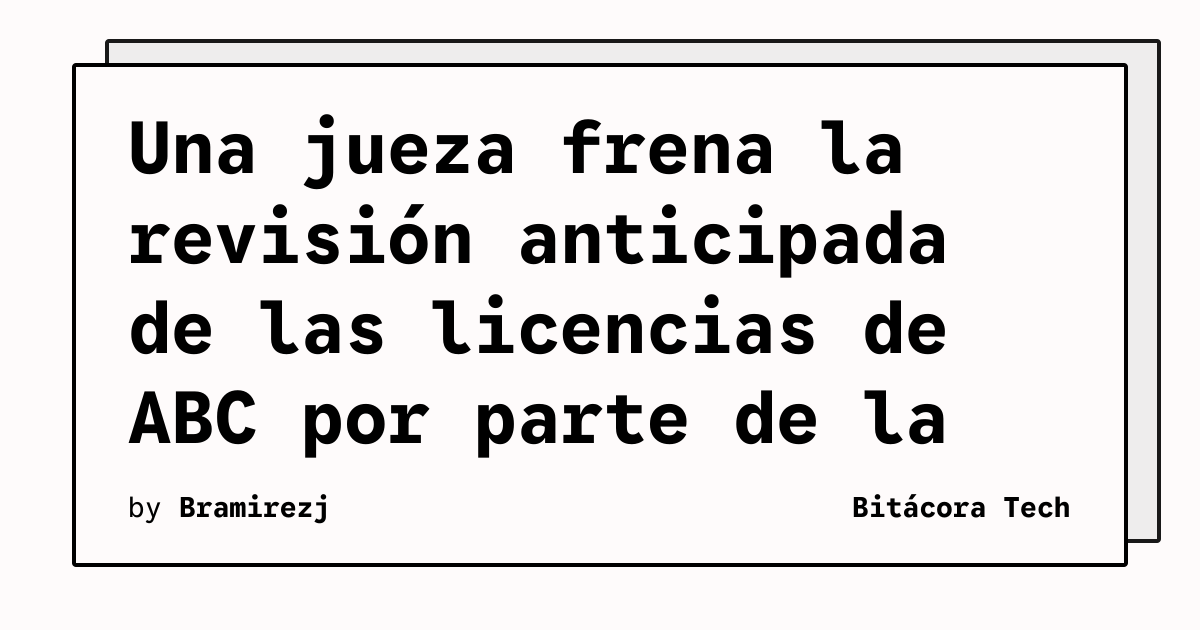 Una jueza frena la
revisión anticipada
de las licencias de
ABC por parte de la
by Bramirezj
Bitácora Tech